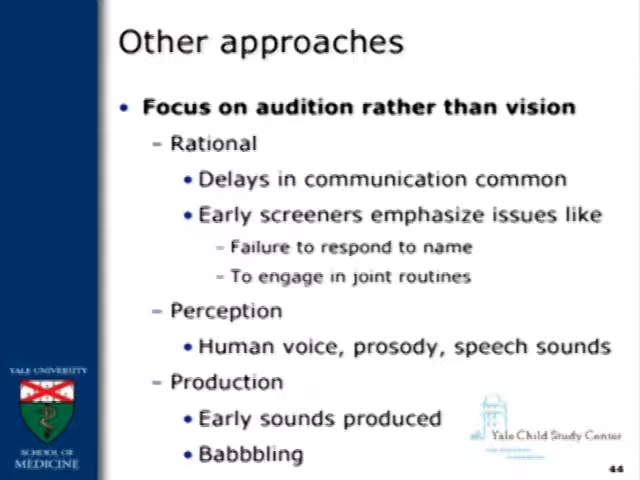 Other approaches
• Focus on audition rather than vision
– Rational
• Delays in communication common
• Early screeners emphasize issues like
– Failure to respond to name
– To engage in joint routines
– Perception
• Human voice, prosody, speech sounds
– Production
• Early sounds produced
• Babbbling
YALE UNIVERSITY
SCHOOL OF
MEDICINE
Yale Child Study Center
44